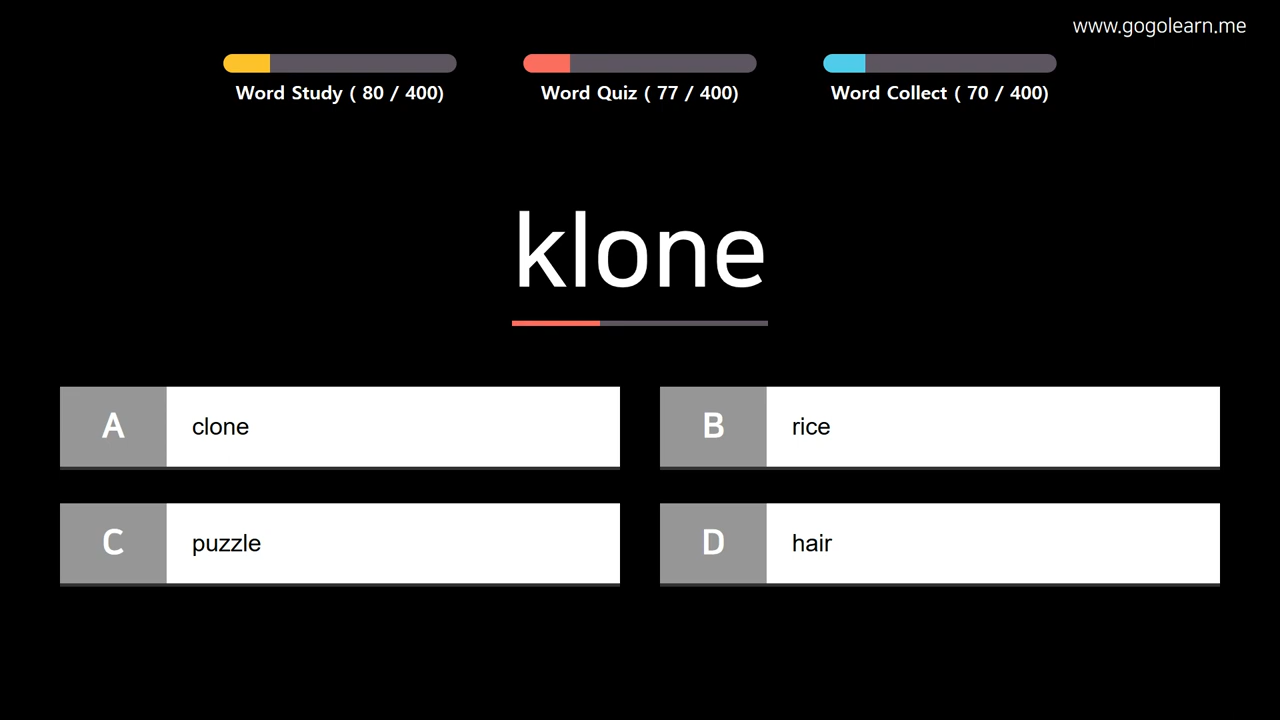 www.gogolearn.me
Word Study ( 80 / 400)
Word Quiz ( 77 / 400)
Word Collect ( 70 / 400)
klone
A clone
B rice
C puzzle
D hair